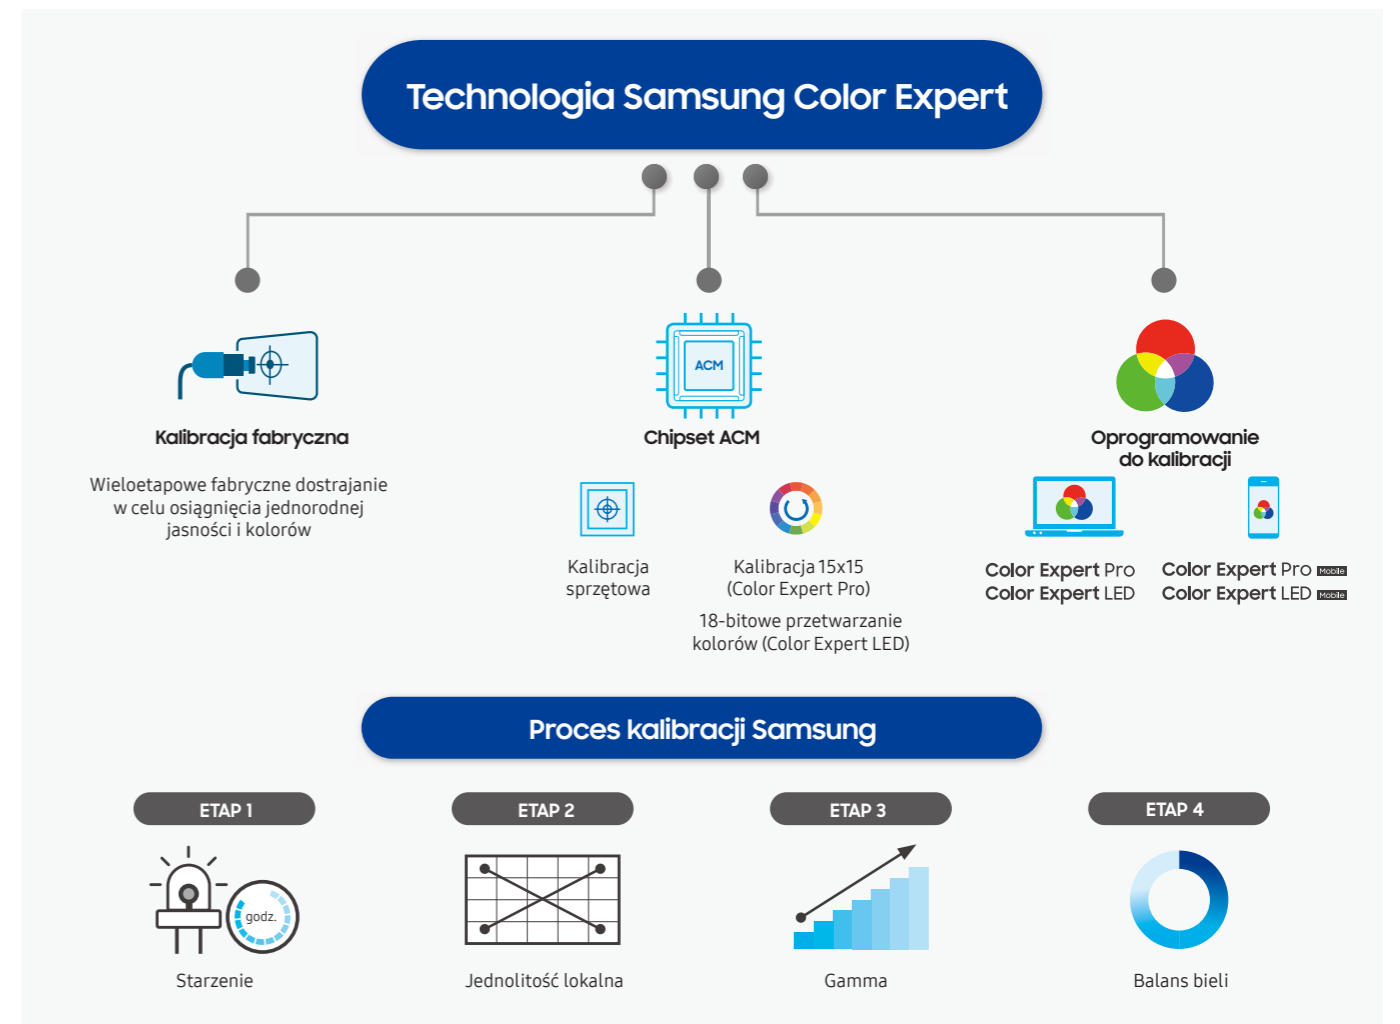 Technologia Samsung Color Expert
Kalibracja fabryczna
Wieloetapowe fabryczne dostrajanie
w celu osiągnięcia jednorodnej
jasności i kolorów
ACM
Chipset ACM
Kalibracja
sprzętowa
Kalibracja 15x15
(Color Expert Pro)
18-bitowe przetwarzanie
kolorów (Color Expert LED)
Oprogramowanie
do kalibracji
Color Expert Pro
Color Expert LED
Color Expert Pro Mobile
Color Expert LED Mobile
Proces kalibracji Samsung
ETAP 1
godz.
Starzenie
ETAP 2
Jednolitość lokalna
ETAP 3
Gamma
ETAP 4
Balans bieli